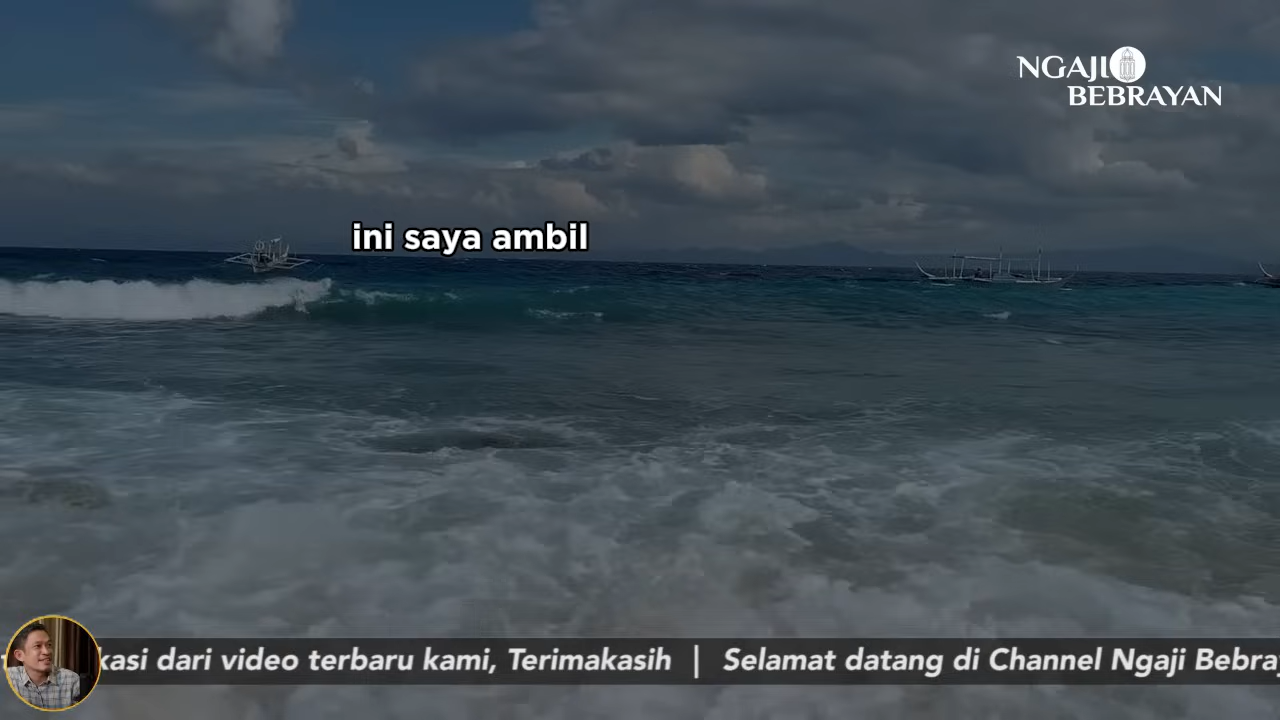 NGAJI
BEBRAYAN
ini saya ambil
kasi dari video terbaru kami, Terimakasih | Selamat datang di Channel Ngaji Bebra